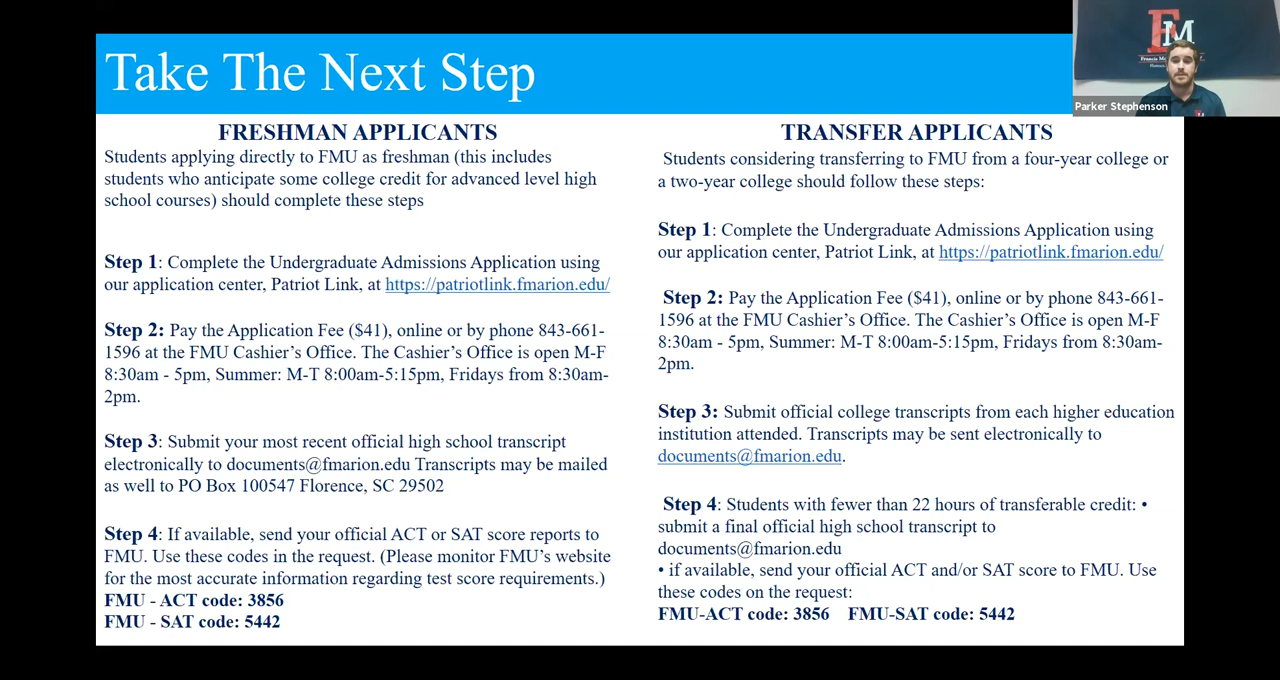 Take The Next Step
FM
Parker Stephenson
FRESHMAN APPLICANTS
Students applying directly to FMU as freshman (this includes
students who anticipate some college credit for advanced level high
school courses) should complete these steps
Step 1: Complete the Undergraduate Admissions Application using
our application center, Patriot Link, at https://patriotlink.fmarion.edu/
Step 2: Pay the Application Fee ($41), online or by phone 843-661-
1596 at the FMU Cashier’s Office. The Cashier’s Office is open M-F
8:30am - 5pm, Summer: M-T 8:00am-5:15pm, Fridays from 8:30am-
2pm.
Step 3: Submit your most recent official high school transcript
electronically to documents@fmarion.edu Transcripts may be mailed
as well to PO Box 100547 Florence, SC 29502
Step 4: If available, send your official ACT or SAT score reports to
FMU. Use these codes in the request. (Please monitor FMU’s website
for the most accurate information regarding test score requirements.)
FMU - ACT code: 3856
FMU - SAT code: 5442
TRANSFER APPLICANTS
Students considering transferring to FMU from a four-year college or
a two-year college should follow these steps:
Step 1: Complete the Undergraduate Admissions Application using
our application center, Patriot Link, at https://patriotlink.fmarion.edu/
Step 2: Pay the Application Fee ($41), online or by phone 843-661-
1596 at the FMU Cashier’s Office. The Cashier’s Office is open M-F
8:30am - 5pm, Summer: M-T 8:00am-5:15pm, Fridays from 8:30am-
2pm.
Step 3: Submit official college transcripts from each higher education
institution attended. Transcripts may be sent electronically to
documents@fmarion.edu.
Step 4: Students with fewer than 22 hours of transferable credit: •
submit a final official high school transcript to
documents@fmarion.edu
• if available, send your official ACT and/or SAT score to FMU. Use
these codes on the request:
FMU-ACT code: 3856 FMU-SAT code: 5442